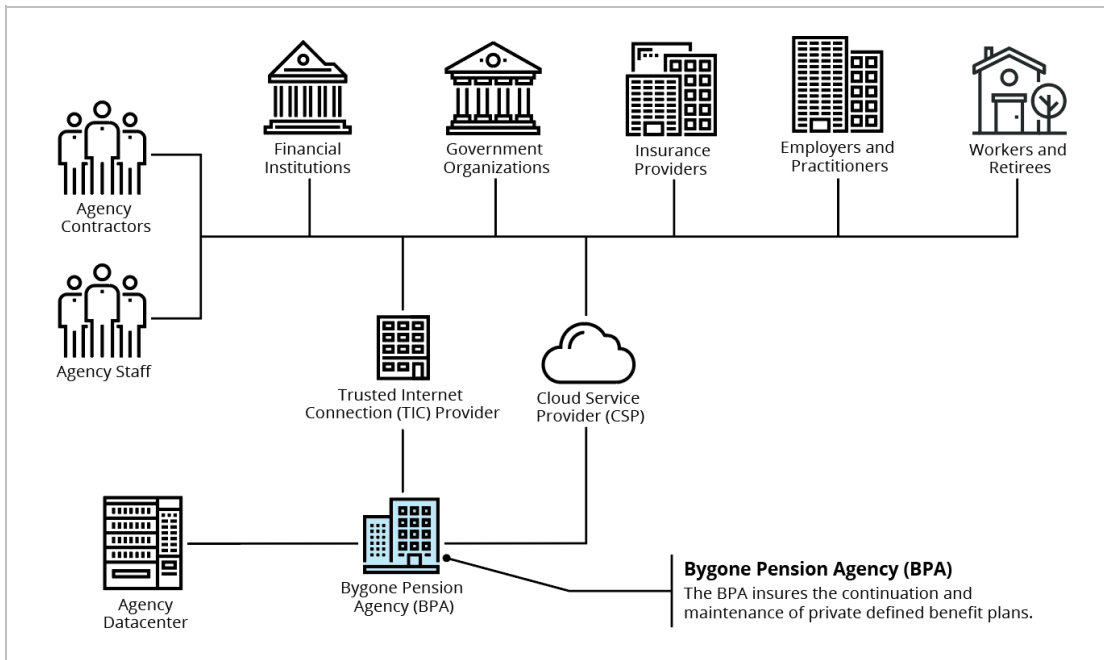 Financial
Institutions
Government
Organizations
Insurance
Providers
Employers and
Practitioners
Workers and
Retirees
Agency
Contractors
Agency Staff
Trusted Internet
Connection (TIC) Provider
Cloud Service
Provider (CSP)
Agency
Datacenter
Bygone Pension
Agency (BPA)
Bygone Pension Agency (BPA)
The BPA insures the continuation and
maintenance of private defined benefit plans.